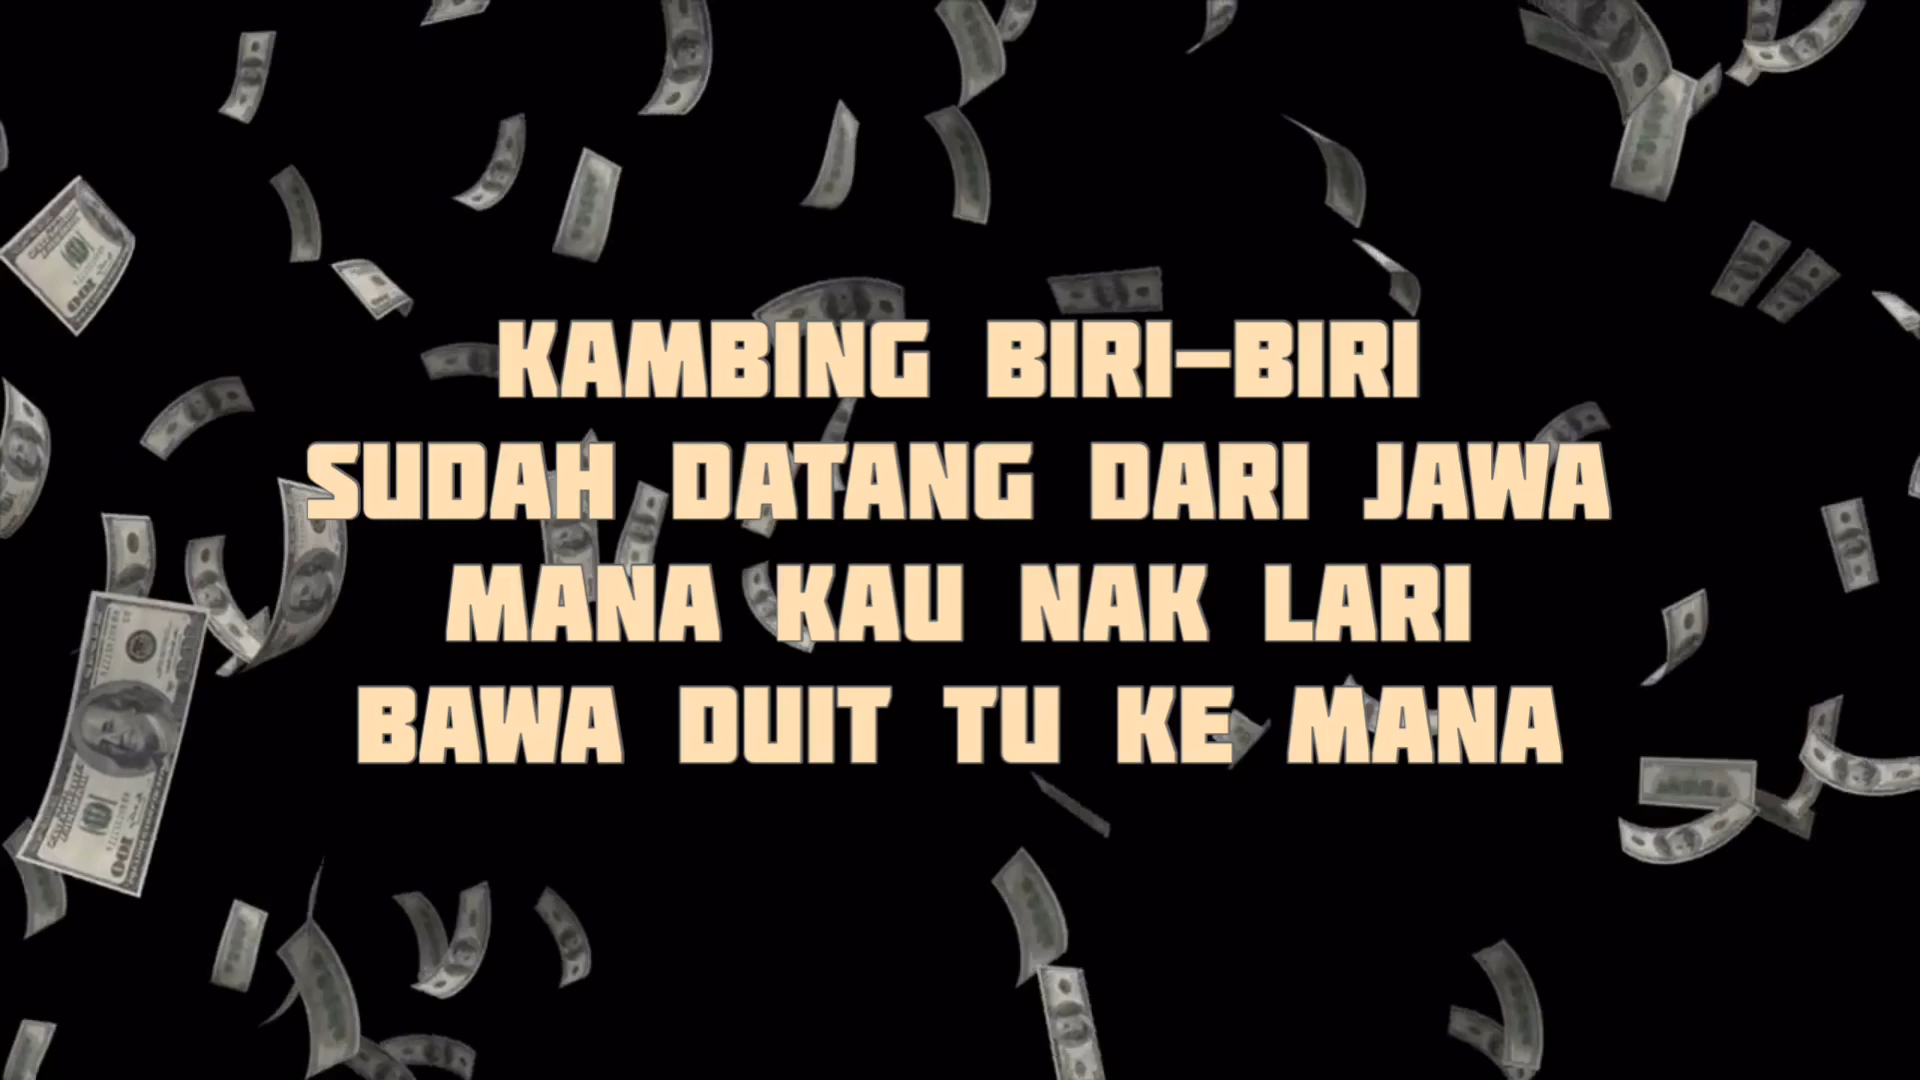 KAMBING BIRI-BIRI
SUDAH DATANG DARI JAWA
MANA KAU NAK LARI
BAWA DUIT TU KE MANA